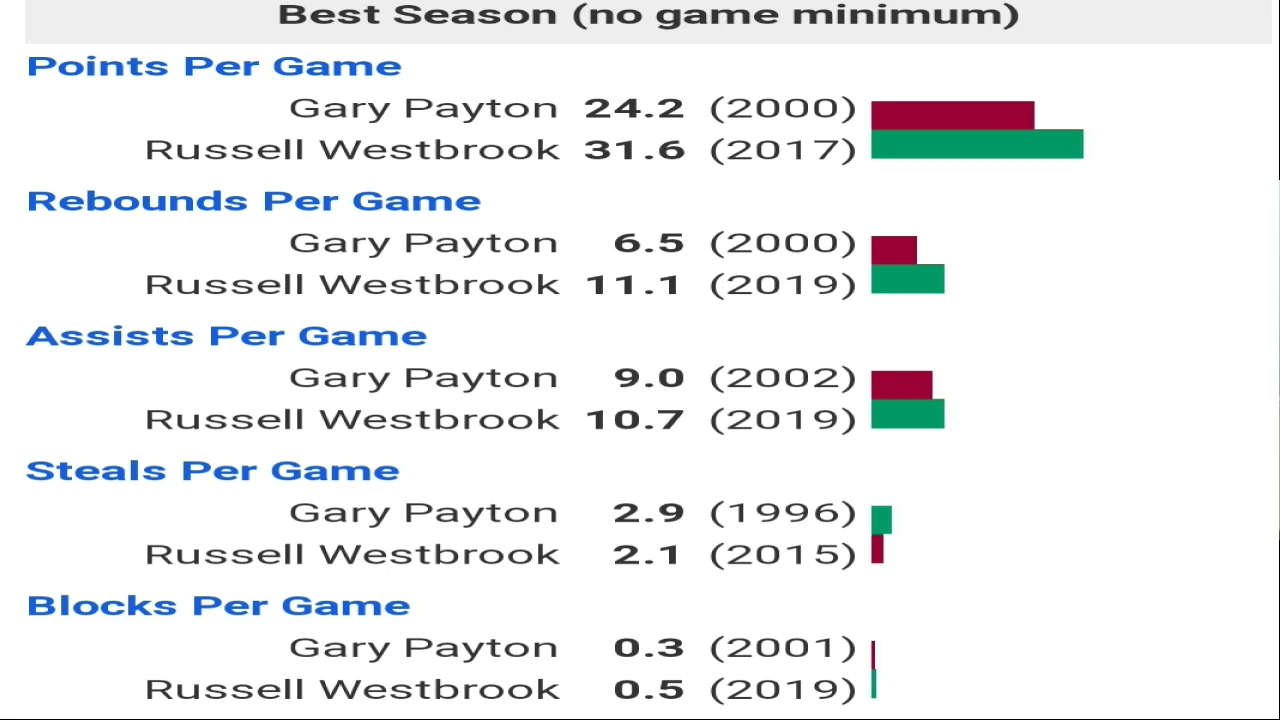 Best Season (no game minimum)
Points Per Game
Gary Payton 24.2 (2000)
Russell Westbrook 31.6 (2017)
Rebounds Per Game
Gary Payton 6.5 (2000)
Russell Westbrook 11.1 (2019)
Assists Per Game
Gary Payton 9.0 (2002)
Russell Westbrook 10.7 (2019)
Steals Per Game
Gary Payton 2.9 (1996)
Russell Westbrook 2.1 (2015)
Blocks Per Game
Gary Payton 0.3 (2001)
Russell Westbrook 0.5 (2019)